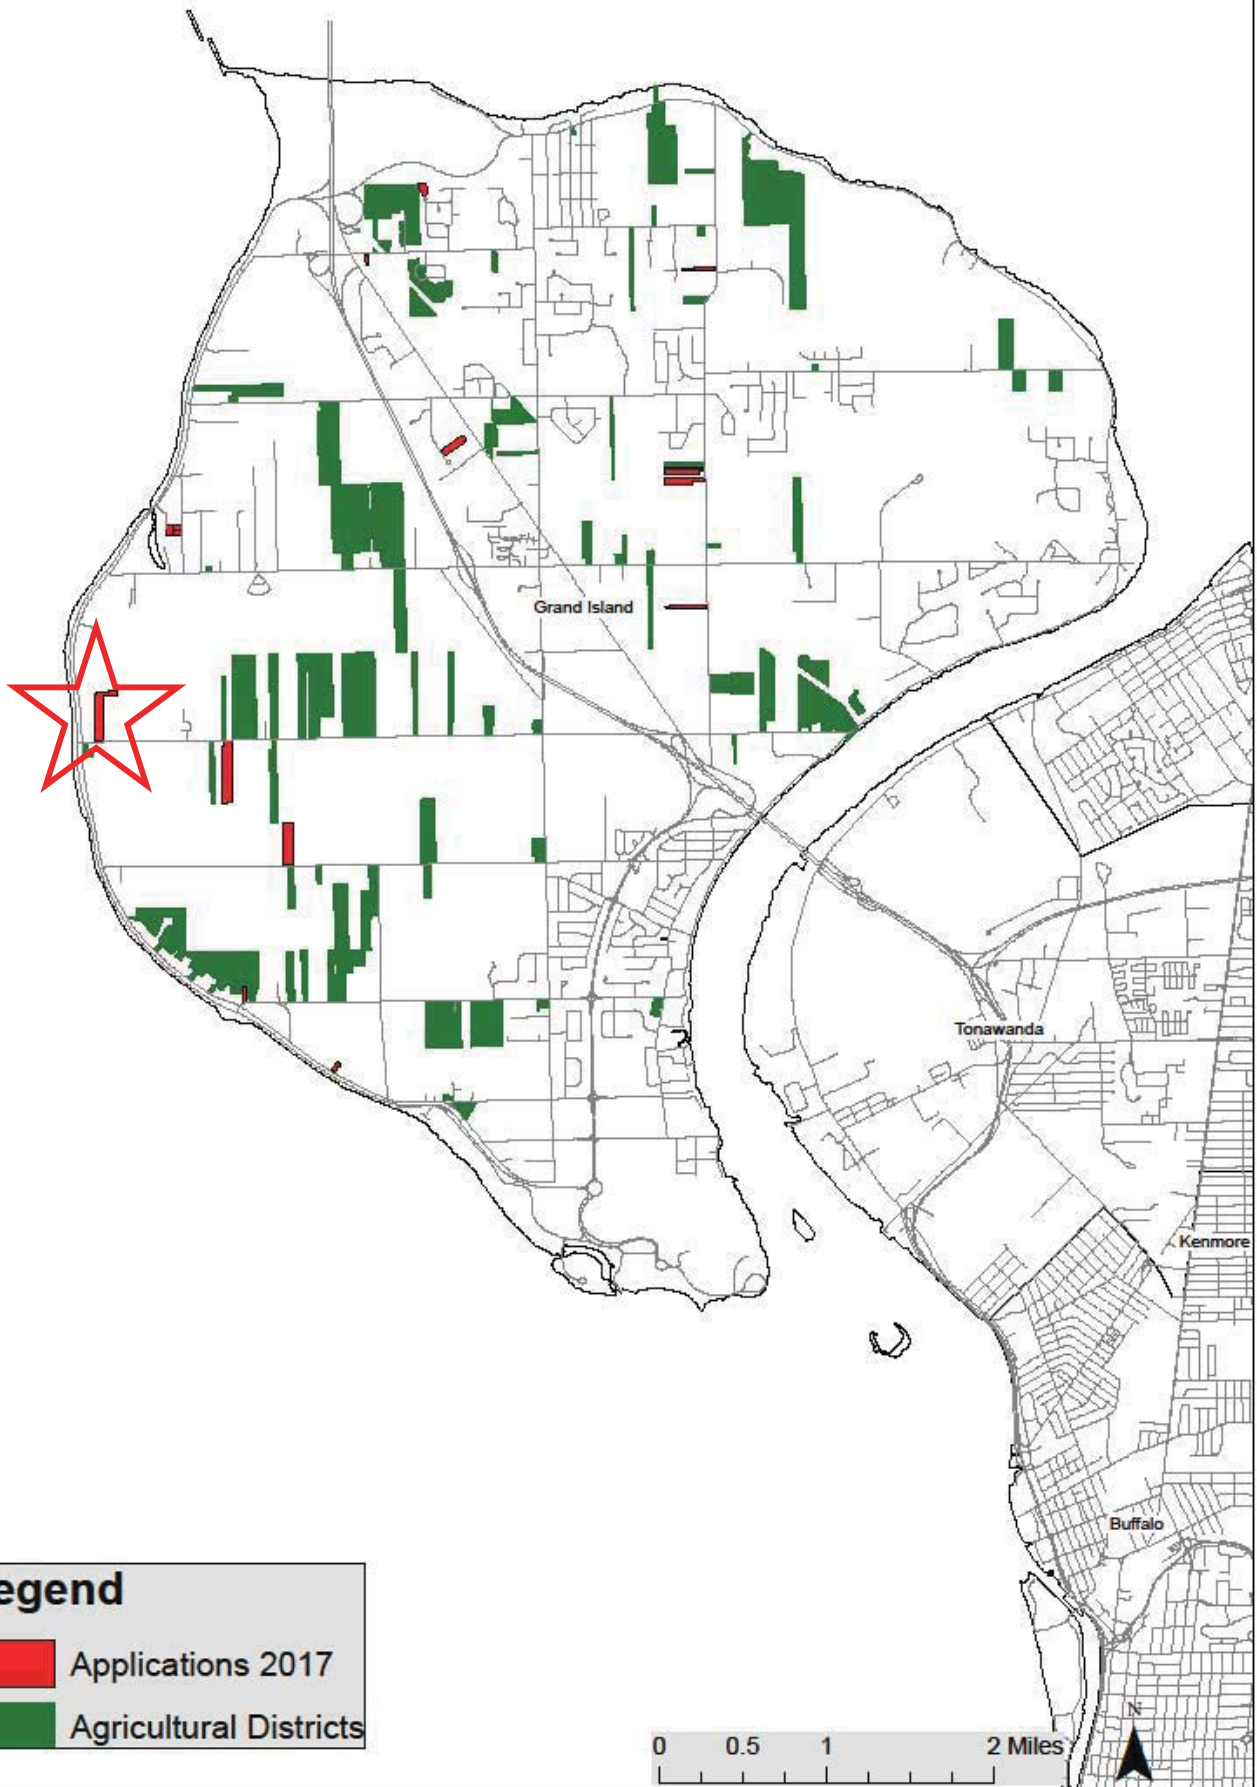 Grand Island
Tonawanda
Kenmore
Buffalo
egend
Applications 2017
Agricultural Districts
0 0.5 1 2 Miles
N